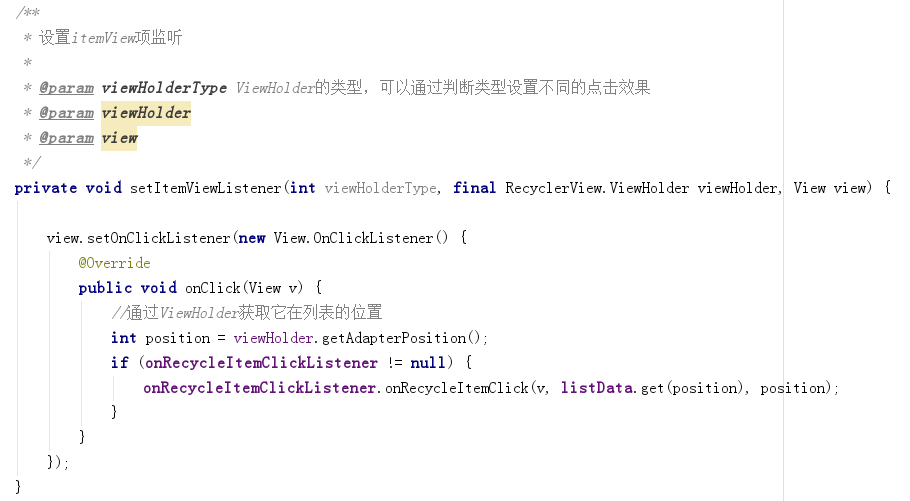 /**
 * 设置itemView项监听
 *
 * @param viewHolderType ViewHolder的类型，可以通过判断类型设置不同的点击效果
 * @param viewHolder
 * @param view
 */
private void setItemViewListener(int viewHolderType, final RecyclerView.ViewHolder viewHolder, View view) {
    view.setOnClickListener(new View.OnClickListener() {
        @Override
        public void onClick(View v) {
            //通过ViewHolder获取它在列表的位置
            int position = viewHolder.getAdapterPosition();
            if (onRecycleItemClickListener != null) {
                onRecycleItemClickListener.onRecycleItemClick(v, listData.get(position), position);
            }
        }
    });
}